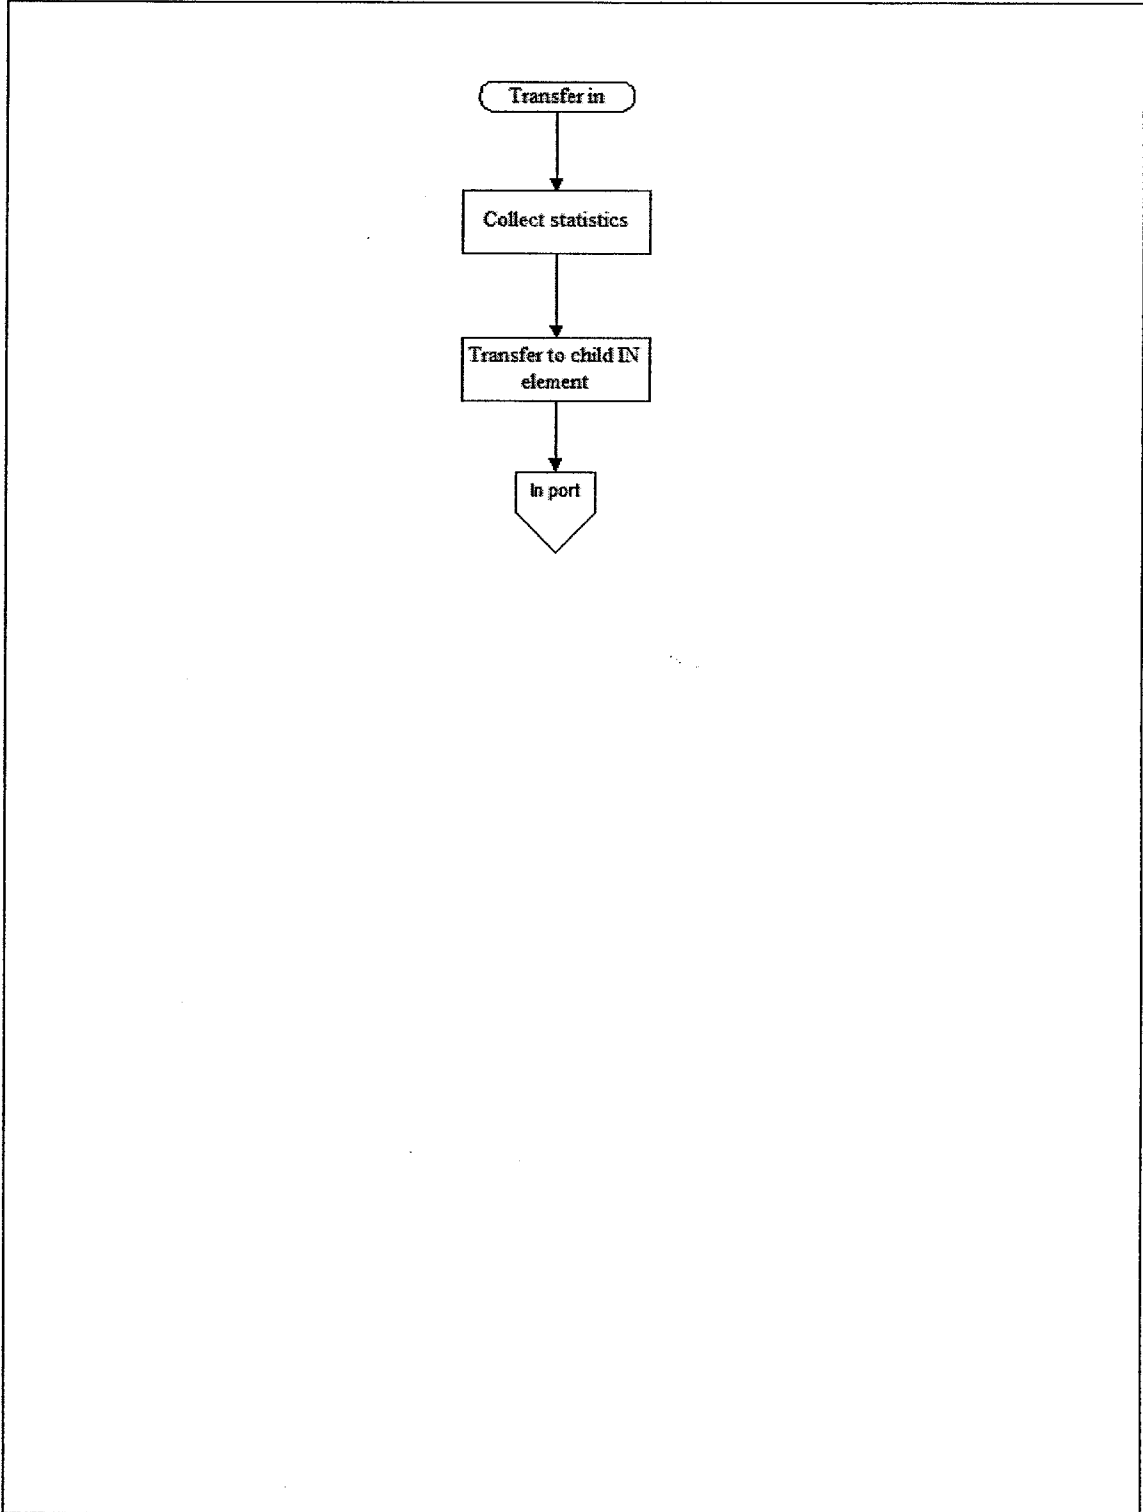 Transfer in
Collect statistics
Transfer to child IN
element
In port